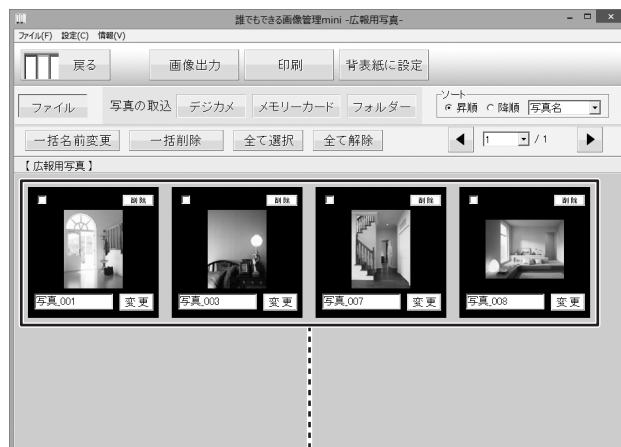 誰でもできる画像管理mini -広報用写真-
ファイル(F) 設定(C) 情報(V)
戻る 画像出力 印刷 背表紙に設定
ファイル 写真の取込 デジカメ メモリーカード フォルダー ソート 昇順 降順 写真名
一括名前変更 一括削除 全て選択 全て解除 1 / 1
【 広報用写真 】
削除 削除 削除 削除
写真_001 変更 写真_003 変更 写真_007 変更 写真_008 変更